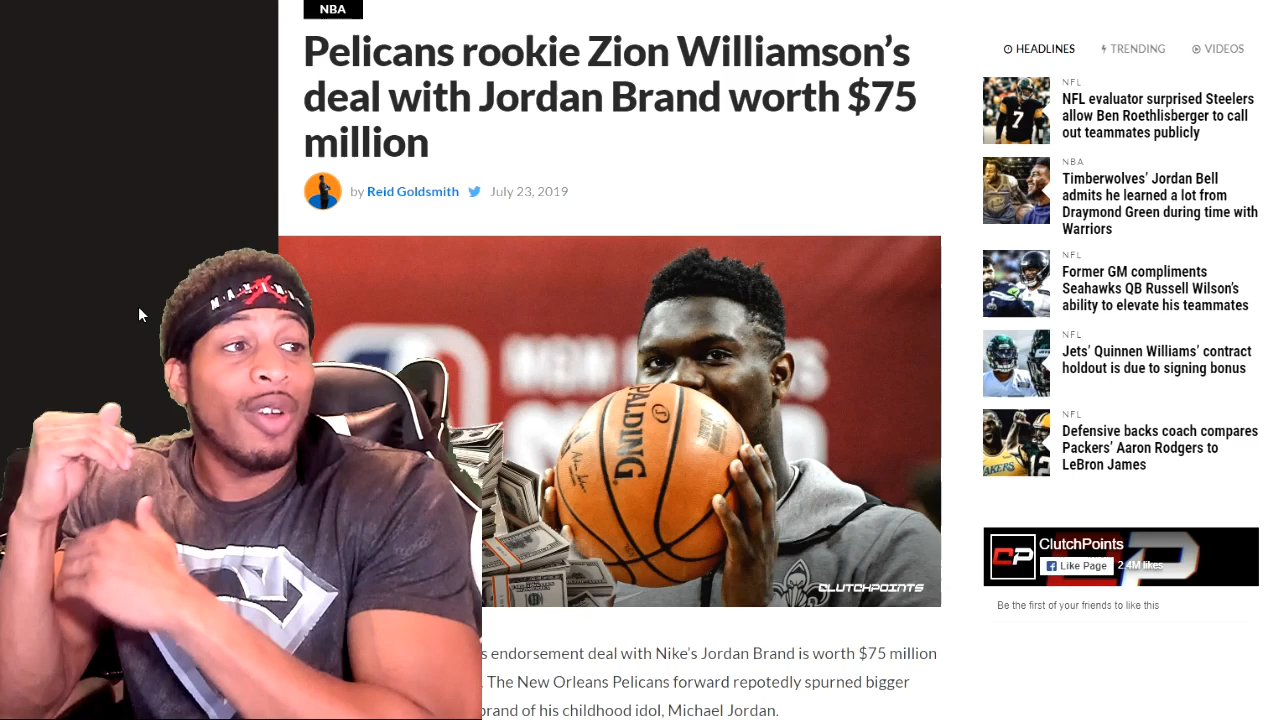 NBA
Pelicans rookie Zion Williamson's
deal with Jordan Brand worth $75
million
by Reid Goldsmith July 23, 2019
SPALDING
CLUTCHPOINTS
s endorsement deal with Nike's Jordan Brand is worth $75 million
. The New Orleans Pelicans forward repotedly spurned bigger
brand of his childhood idol, Michael Jordan.
HEADLINES
TRENDING
VIDEOS
NFL
NFL evaluator surprised Steelers
allow Ben Roethlisberger to call
out teammates publicly
NBA
Timberwolves' Jordan Bell
admits he learned a lot from
Draymond Green during time with
Warriors
NFL
Former GM compliments
Seahawks QB Russell Wilson's
ability to elevate his teammates
NFL
Jets' Quinnen Williams' contract
holdout is due to signing bonus
NFL
Defensive backs coach compares
Packers' Aaron Rodgers to
LeBron James
CP
ClutchPoints
Like Page
2.4M likes
Be the first of your friends to like this